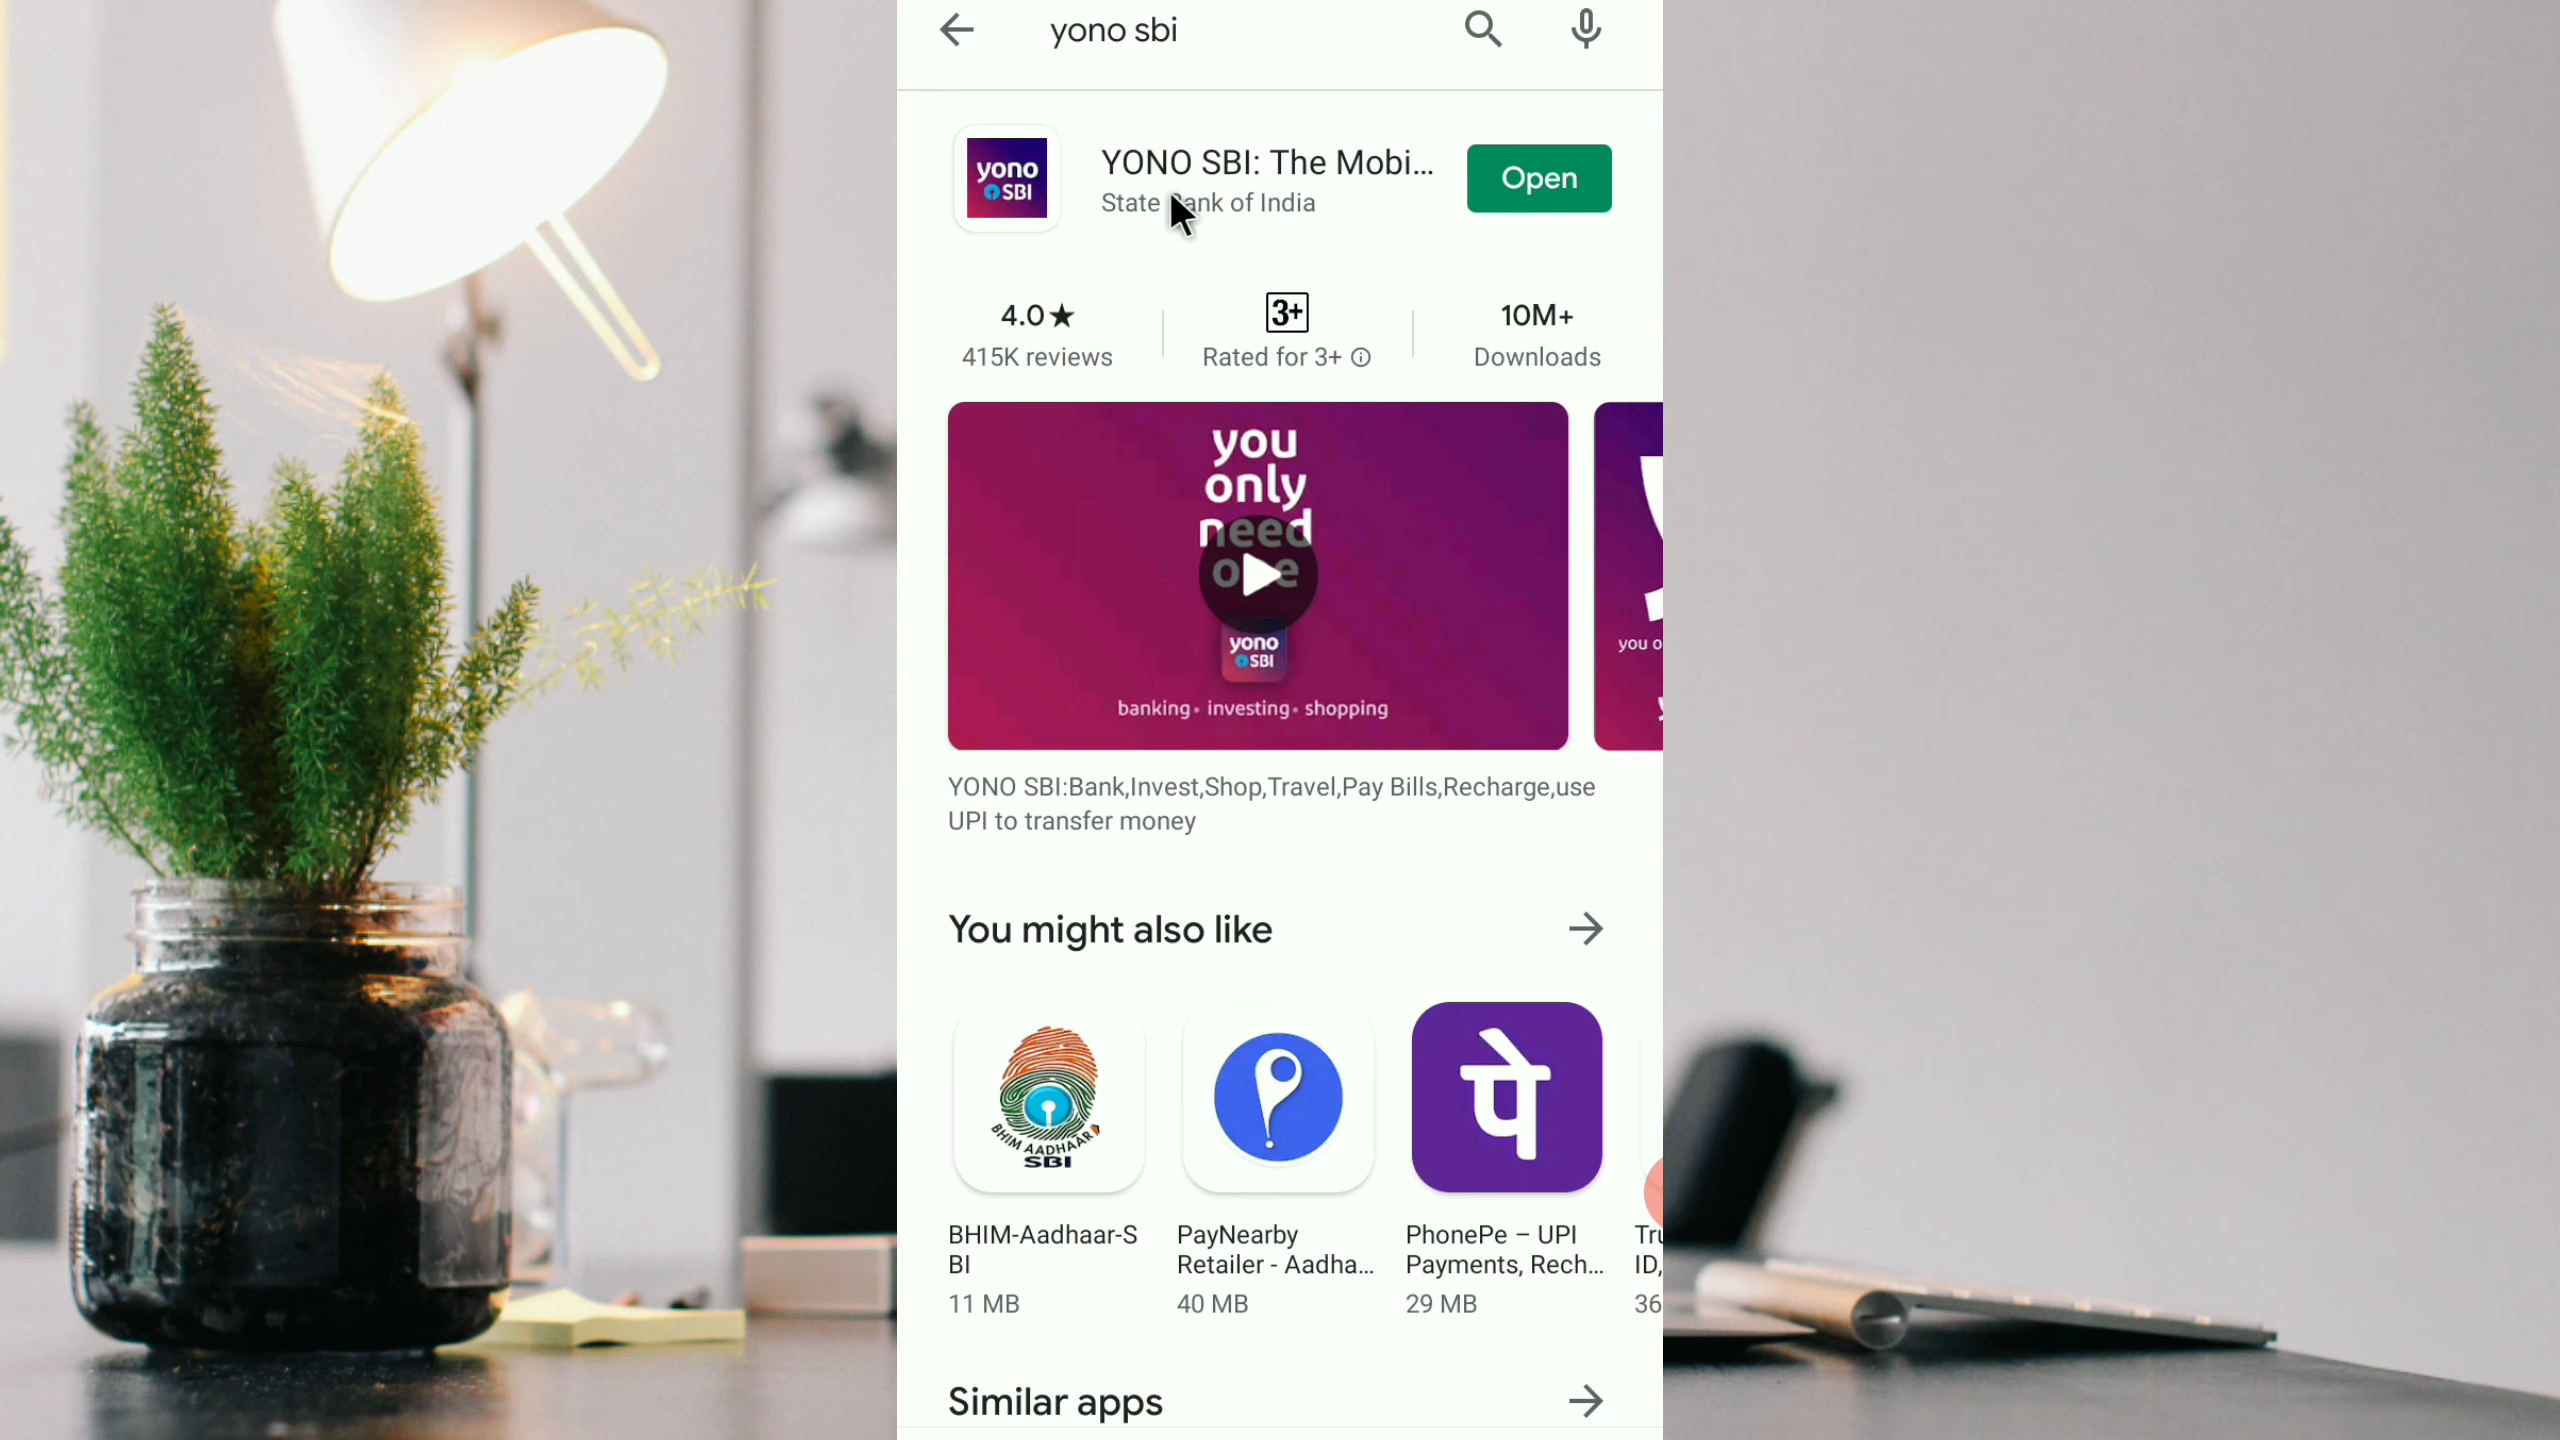 yono sbi
yono
SBI
YONO SBI: The Mobi...
State Bank of India
Open
4.0★
415K reviews
3+
Rated for 3+
10M+
Downloads
you
only
need
one
yono
SBI
banking • investing • shopping
you o
YONO SBI:Bank,Invest,Shop,Travel,Pay Bills,Recharge,use
UPI to transfer money
You might also like
BHIM AADHAAR
SBI
पे
BHIM-Aadhaar-S
BI
11 MB
PayNearby
Retailer - Aadha...
40 MB
PhonePe – UPI
Payments, Rech...
29 MB
ID,
36
Similar apps